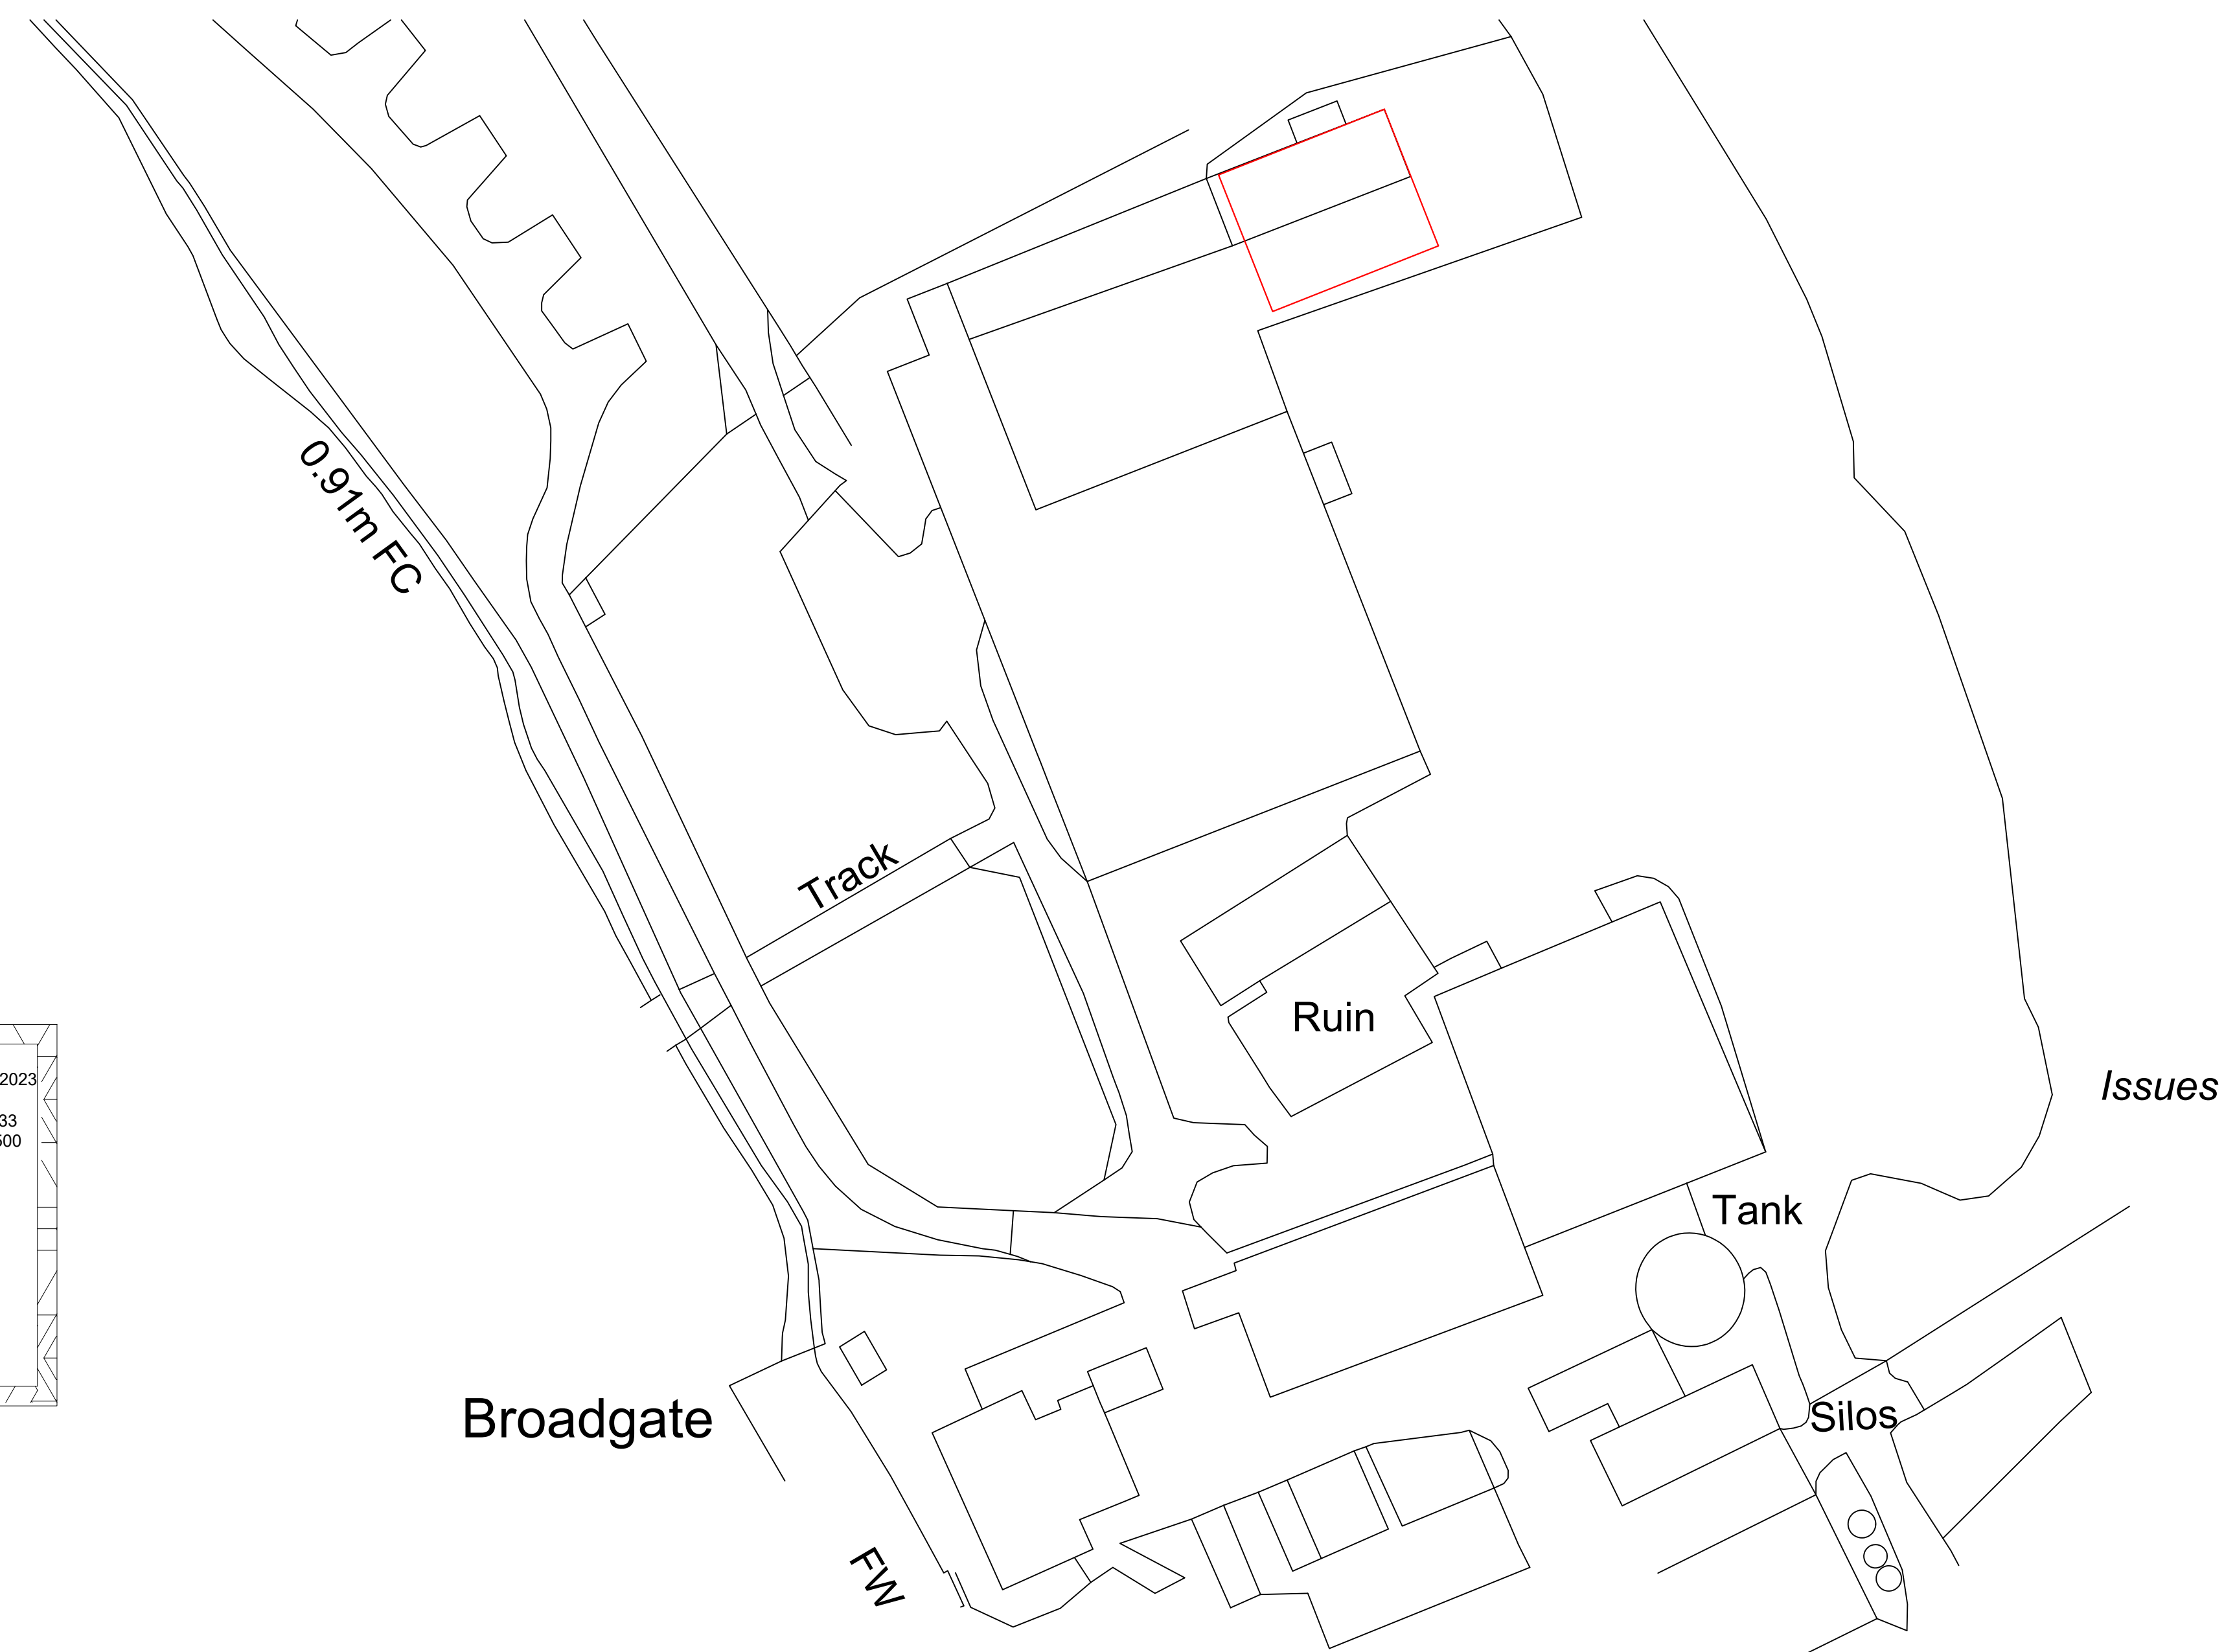 0.91m FC
Track
Ruin
2023
33
500
Issues
Tank
Broadgate
Silos
FW